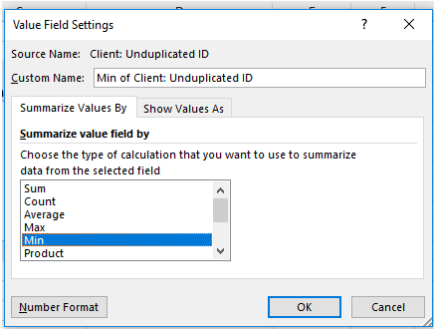 Value Field Settings ? ×
Source Name: Client: Unduplicated ID
Custom Name: Min of Client: Unduplicated ID
Summarize Values By Show Values As
Summarize value field by
Choose the type of calculation that you want to use to summarize
data from the selected field
Sum
Count
Average
Max
Min
Product
Number Format OK Cancel